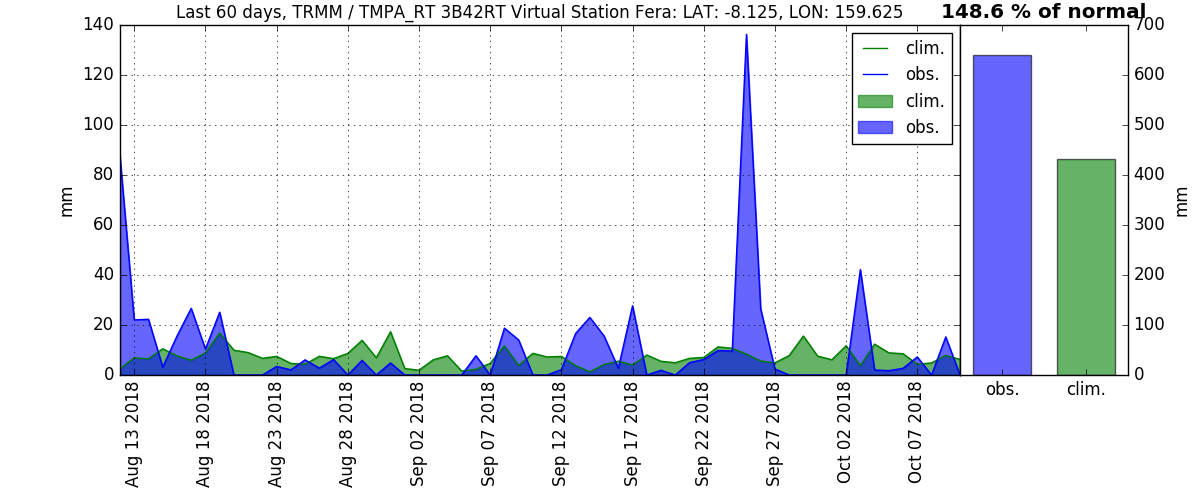 Last 60 days, TRMM / TMPA_RT 3B42RT Virtual Station Fera: LAT: -8.125, LON: 159.625
148.6 % of normal
140
120
100
80
60
40
20
0
mm
clim.
obs.
clim.
obs.
700
600
500
400
300
200
100
0
mm
Aug 13 2018
Aug 18 2018
Aug 23 2018
Aug 28 2018
Sep 02 2018
Sep 07 2018
Sep 12 2018
Sep 17 2018
Sep 22 2018
Sep 27 2018
Oct 02 2018
Oct 07 2018
obs.
clim.